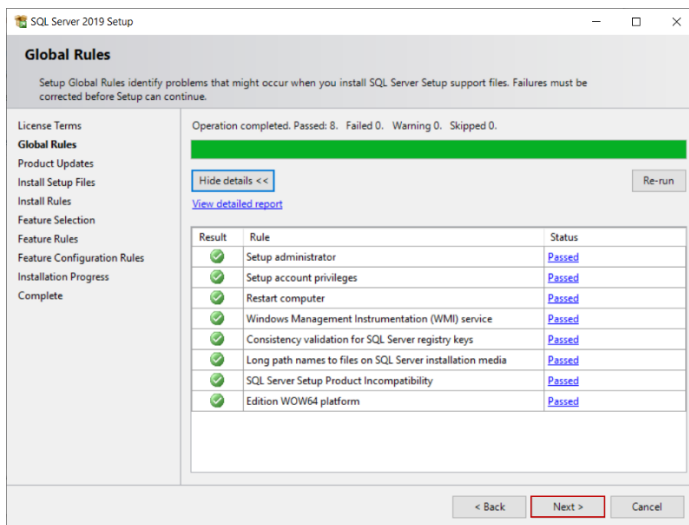 SQL Server 2019 Setup
Global Rules
Setup Global Rules identify problems that might occur when you install SQL Server Setup support files. Failures must be
corrected before Setup can continue.
License Terms
Global Rules
Product Updates
Install Setup Files
Install Rules
Feature Selection
Feature Rules
Feature Configuration Rules
Installation Progress
Complete
Operation completed. Passed: 8. Failed 0. Warning 0. Skipped 0.
Hide details <<
Re-run
View detailed report
Result Rule Status
Setup administrator Passed
Setup account privileges Passed
Restart computer Passed
Windows Management Instrumentation (WMI) service Passed
Consistency validation for SQL Server registry keys Passed
Long path names to files on SQL Server installation media Passed
SQL Server Setup Product Incompatibility Passed
Edition WOW64 platform Passed
< Back Next > Cancel